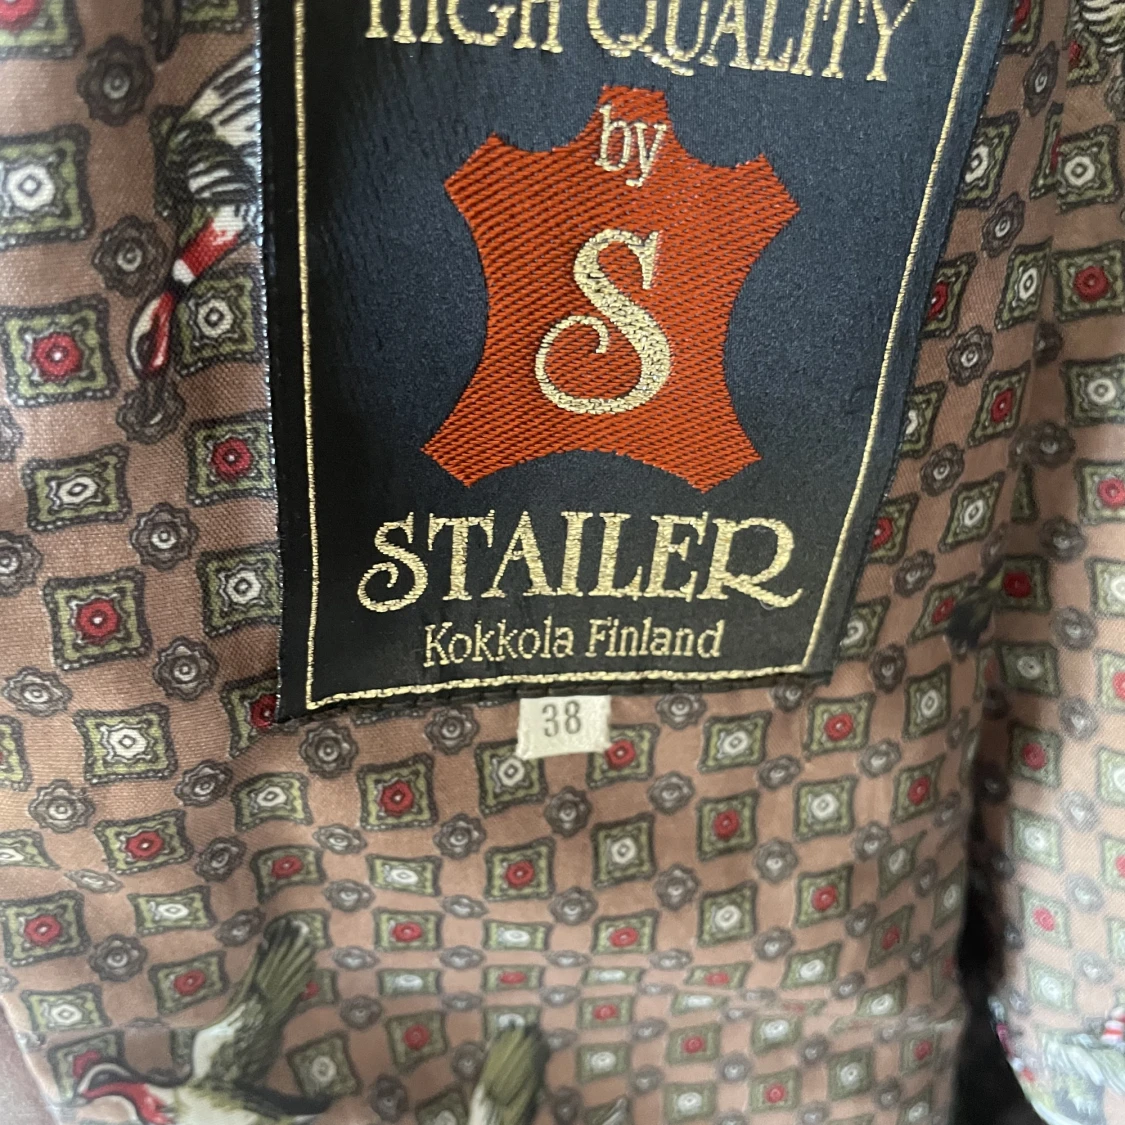 HIGH QUALITY
by
S
STAILER
Kokkola Finland
38